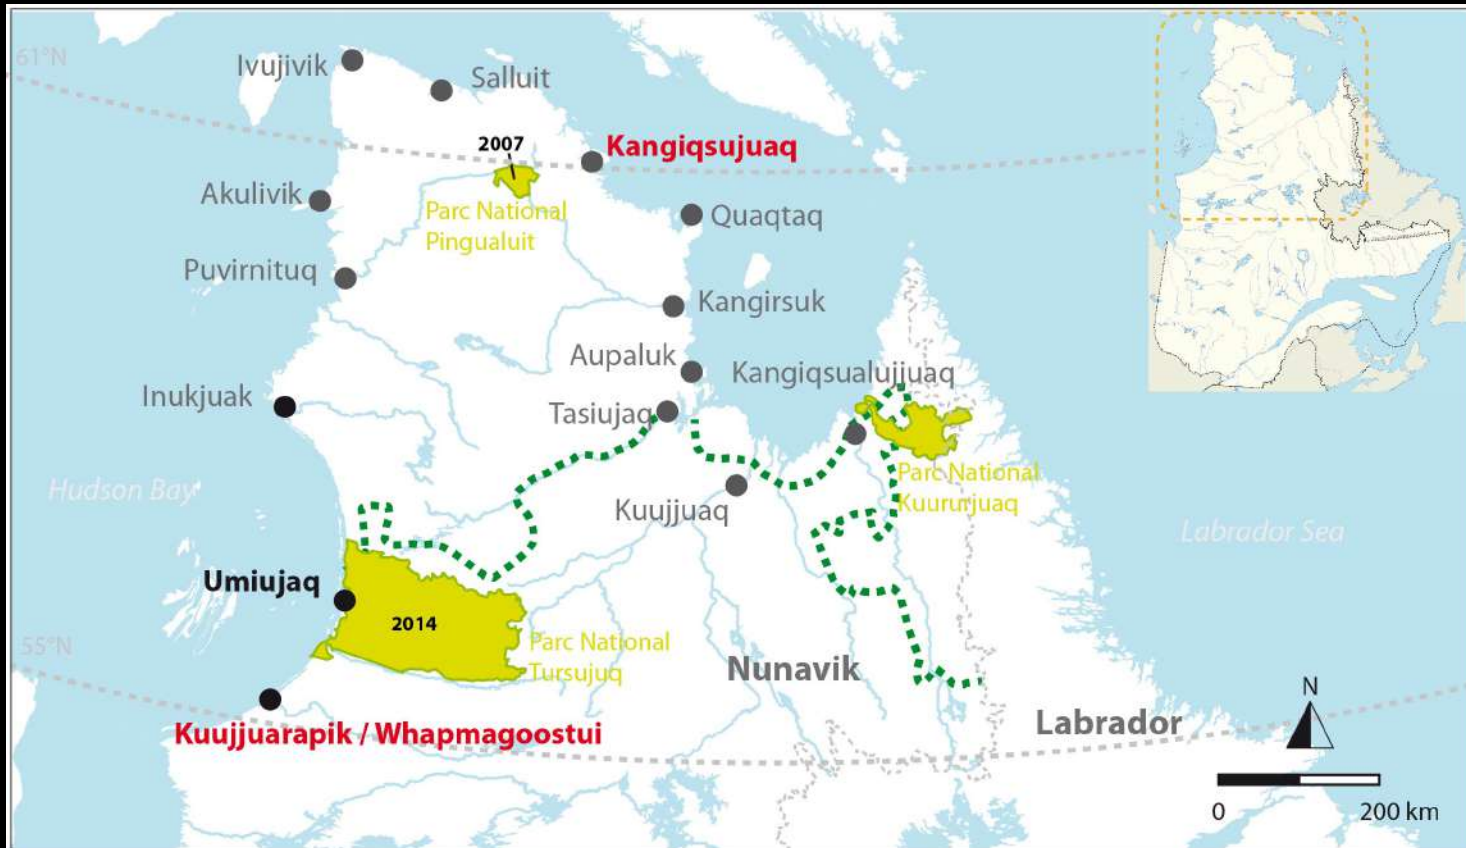 61°N
Ivujivik
Salluit
2007
Kangiqsujuaq
Akulivik
Parc National
Pingualuit
Quaqtaq
Puvirnituq
Kangirsuk
Aupaluk
Kangiqsualujjuaq
Inukjuak
Tasiujaq
Hudson Bay
Parc National
Kuururjuaq
Kuujjuaq
Labrador Sea
Umiujaq
2014
55°N
Parc National
Tursujuq
Nunavik
N
Labrador
Kuujjuarapik / Whapmagoostui
0
200 km